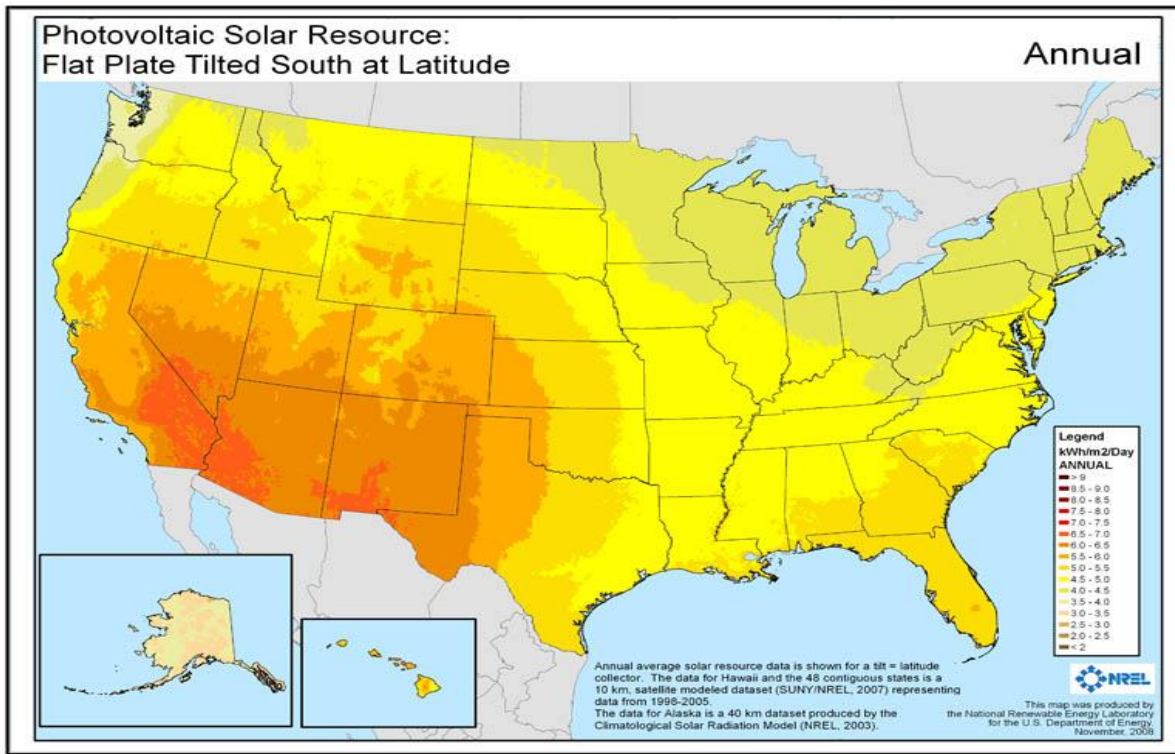 Photovoltaic Solar Resource:
Flat Plate Tilted South at Latitude
Annual
Legend
kWh/m2/Day
ANNUAL
> 9
8.5 - 9.0
8.0 - 8.5
7.5 - 8.0
7.0 - 7.5
6.5 - 7.0
6.0 - 6.5
5.5 - 6.0
5.0 - 5.5
4.5 - 5.0
4.0 - 4.5
3.5 - 4.0
3.0 - 3.5
2.5 - 3.0
2.0 - 2.5
< 2
Annual average solar resource data is shown for a tilt = latitude
collector. The data for Hawaii and the 48 contiguous states is a
10 km, satellite modeled dataset (SUNY/NREL, 2007) representing
data from 1998-2005.
The data for Alaska is a 40 km dataset produced by the
Climatological Solar Radiation Model (NREL, 2003).
NREL
This map was produced by
the National Renewable Energy Laboratory
for the U.S. Department of Energy.
November, 2008